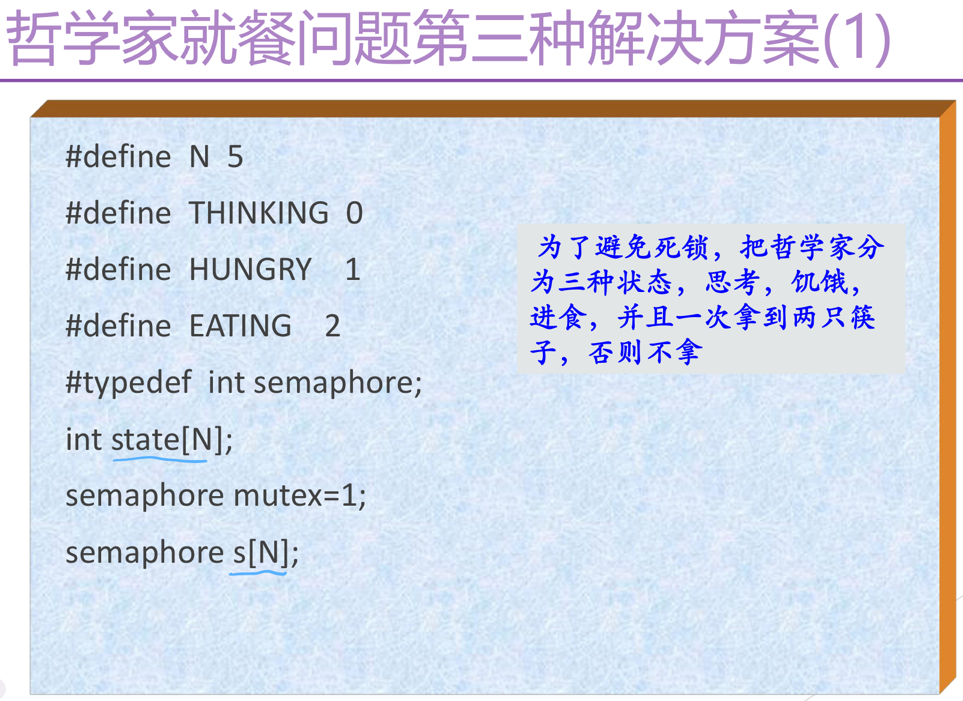 哲学家就餐问题第三种解决方案(1)
#define N 5
#define THINKING 0
#define HUNGRY 1
#define EATING 2
#typedef int semaphore;
int state[N];
semaphore mutex=1;
semaphore s[N];
为了避免死锁，把哲学家分
为三种状态，思考，饥饿，
进食，并且一次拿到两只筷
子，否则不拿